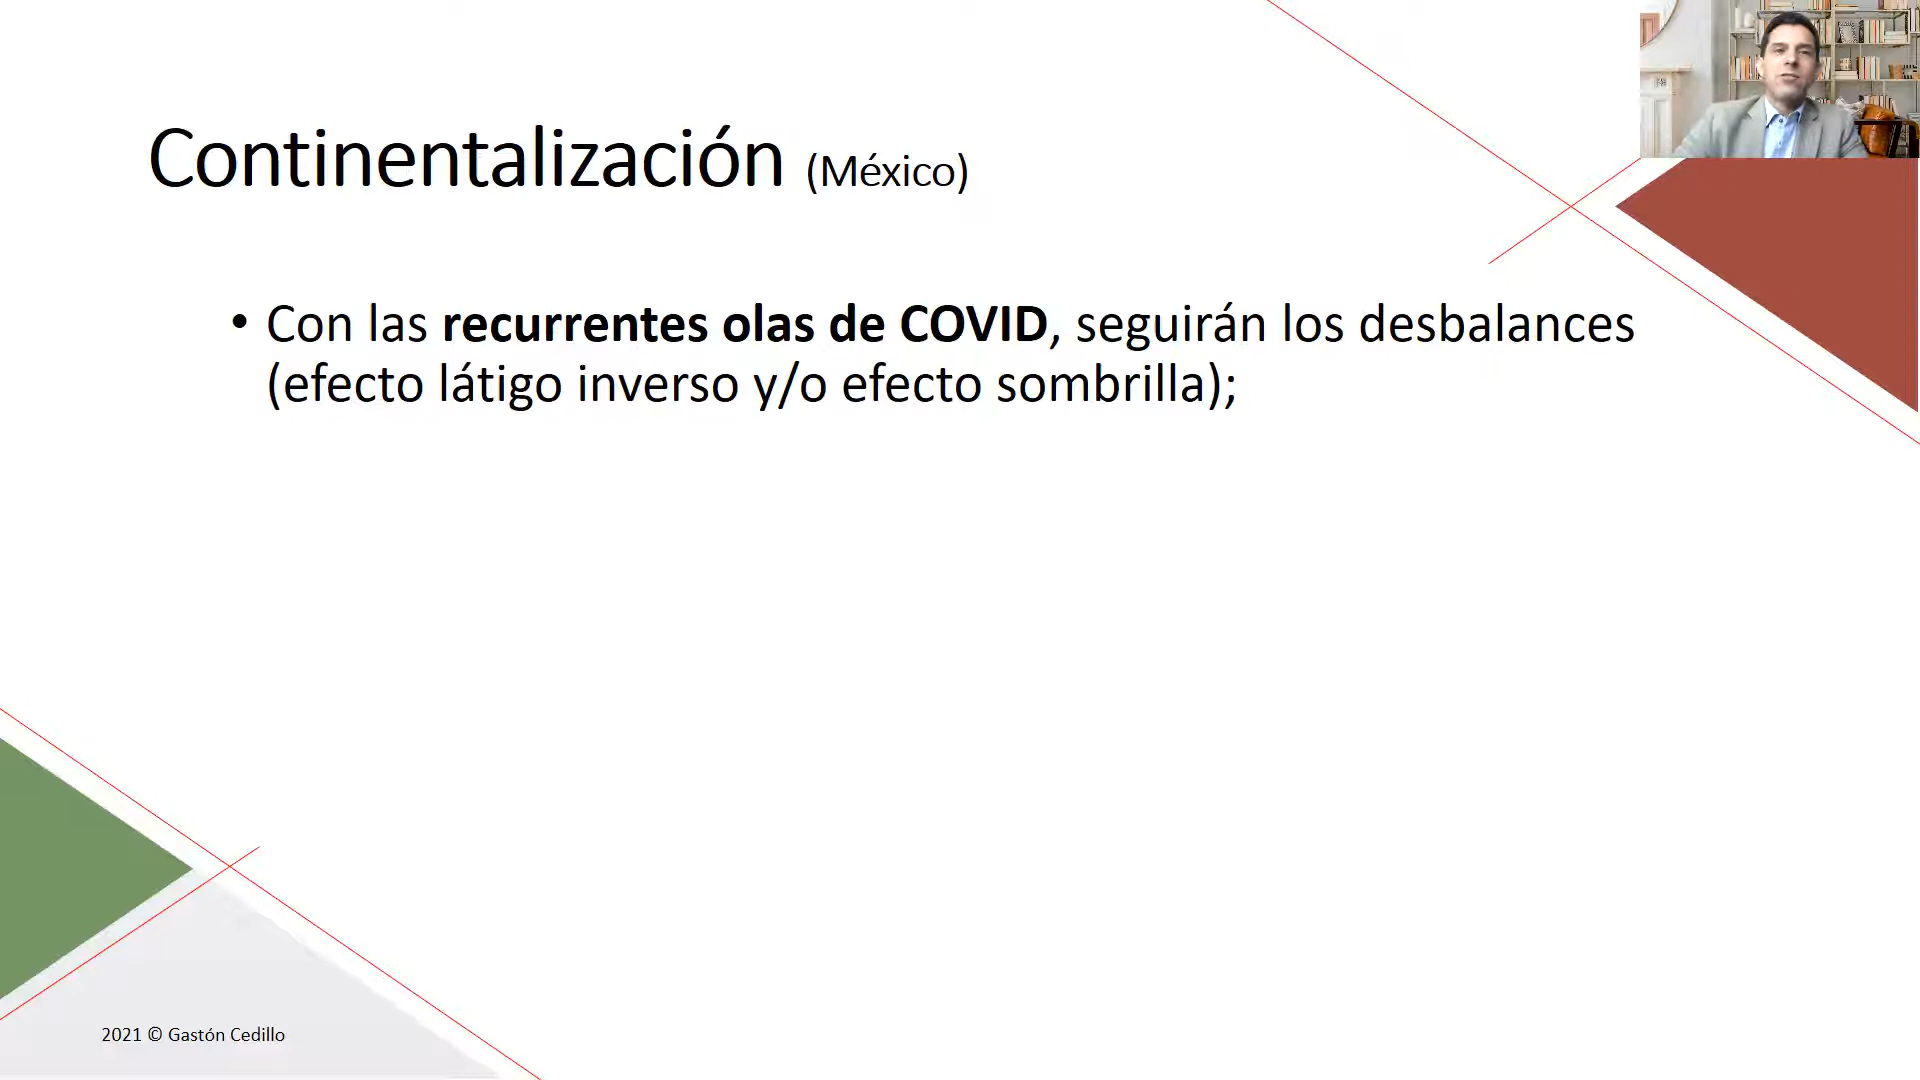 Continentalización (México)
• Con las recurrentes olas de COVID, seguirán los desbalances
(efecto látigo inverso y/o efecto sombrilla);
2021 © Gastón Cedillo